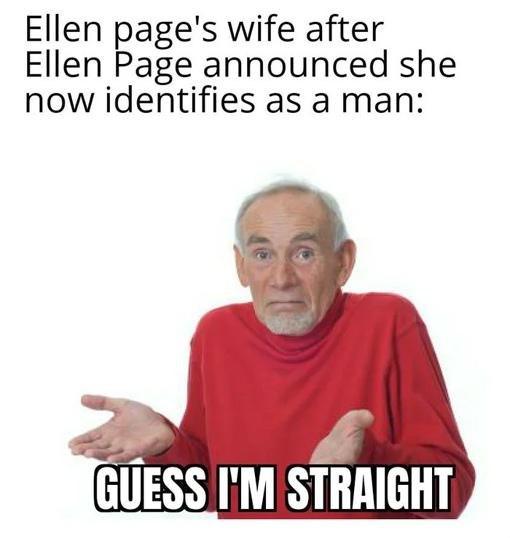 Ellen page's wife after
Ellen Page announced she
now identifies as a man:
GUESS I'M STRAIGHT